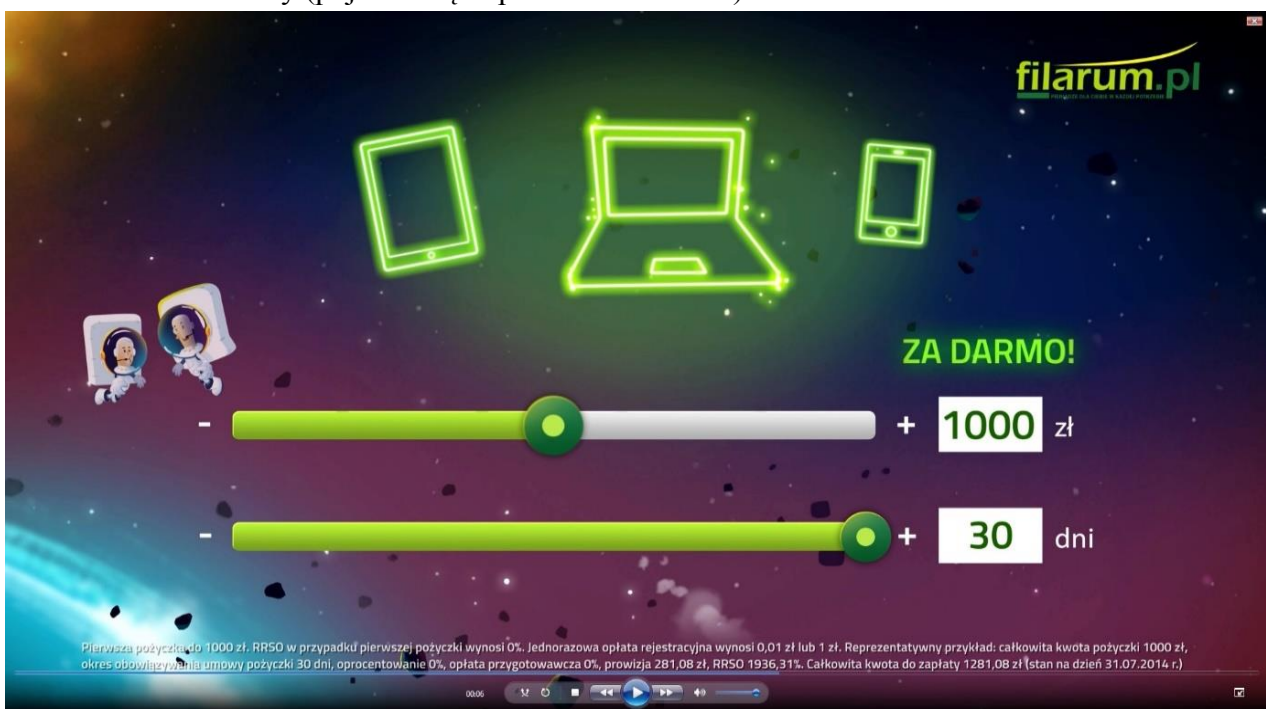 filarum.pl
ZA DARMO!
- + 1000 zł
- + 30 dni
Pierwsza pożyczka do 1000 zł. RRSO w przypadku pierwszej pożyczki wynosi 0%. Jednorazowa opłata rejestracyjna wynosi 0,01 zł lub 1 zł. Reprezentatywny przykład: całkowita kwota pożyczki 1000 zł,
okres obowiązywania umowy pożyczki 30 dni, oprocentowanie 0%, opłata przygotowawcza 0%, prowizja 281,08 zł, RRSO 1936,31%. Całkowita kwota do zapłaty 1281,08 zł (stan na dzień 31.07.2014 r.)
00:06